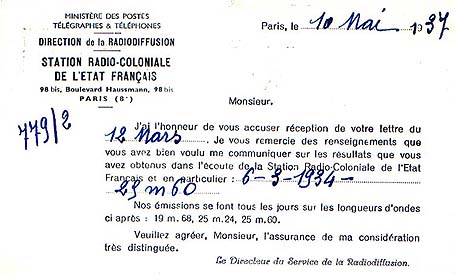 MINISTÈRE DES POSTES
TÉLÉGRAPHES & TÉLÉPHONES
DIRECTION de la RADIODIFFUSION
STATION RADIO-COLONIALE
DE L'ETAT FRANÇAIS
98 bis, Boulevard Haussmann, 98 bis
PARIS (8e)
Paris, le 10 Mai 1937
779/2
Monsieur.
J'ai l'honneur de vous accuser réception de votre lettre du
12 Mars. Je vous remercie des renseignements que
vous avez bien voulu me communiquer sur les résultats que vous
avez obtenus dans l'écoute de la Station Radio-Coloniale de l'Etat
Français et en particulier : 6-3-1934-
25 m 60
Nos émissions se font tous les jours sur les longueurs d'ondes
ci après : 19 m. 68, 25 m. 24, 25 m. 60.
Veuillez agréer, Monsieur, l'assurance de ma considération
très distinguée.
Le Directeur du Service de la Radiodiffusion.